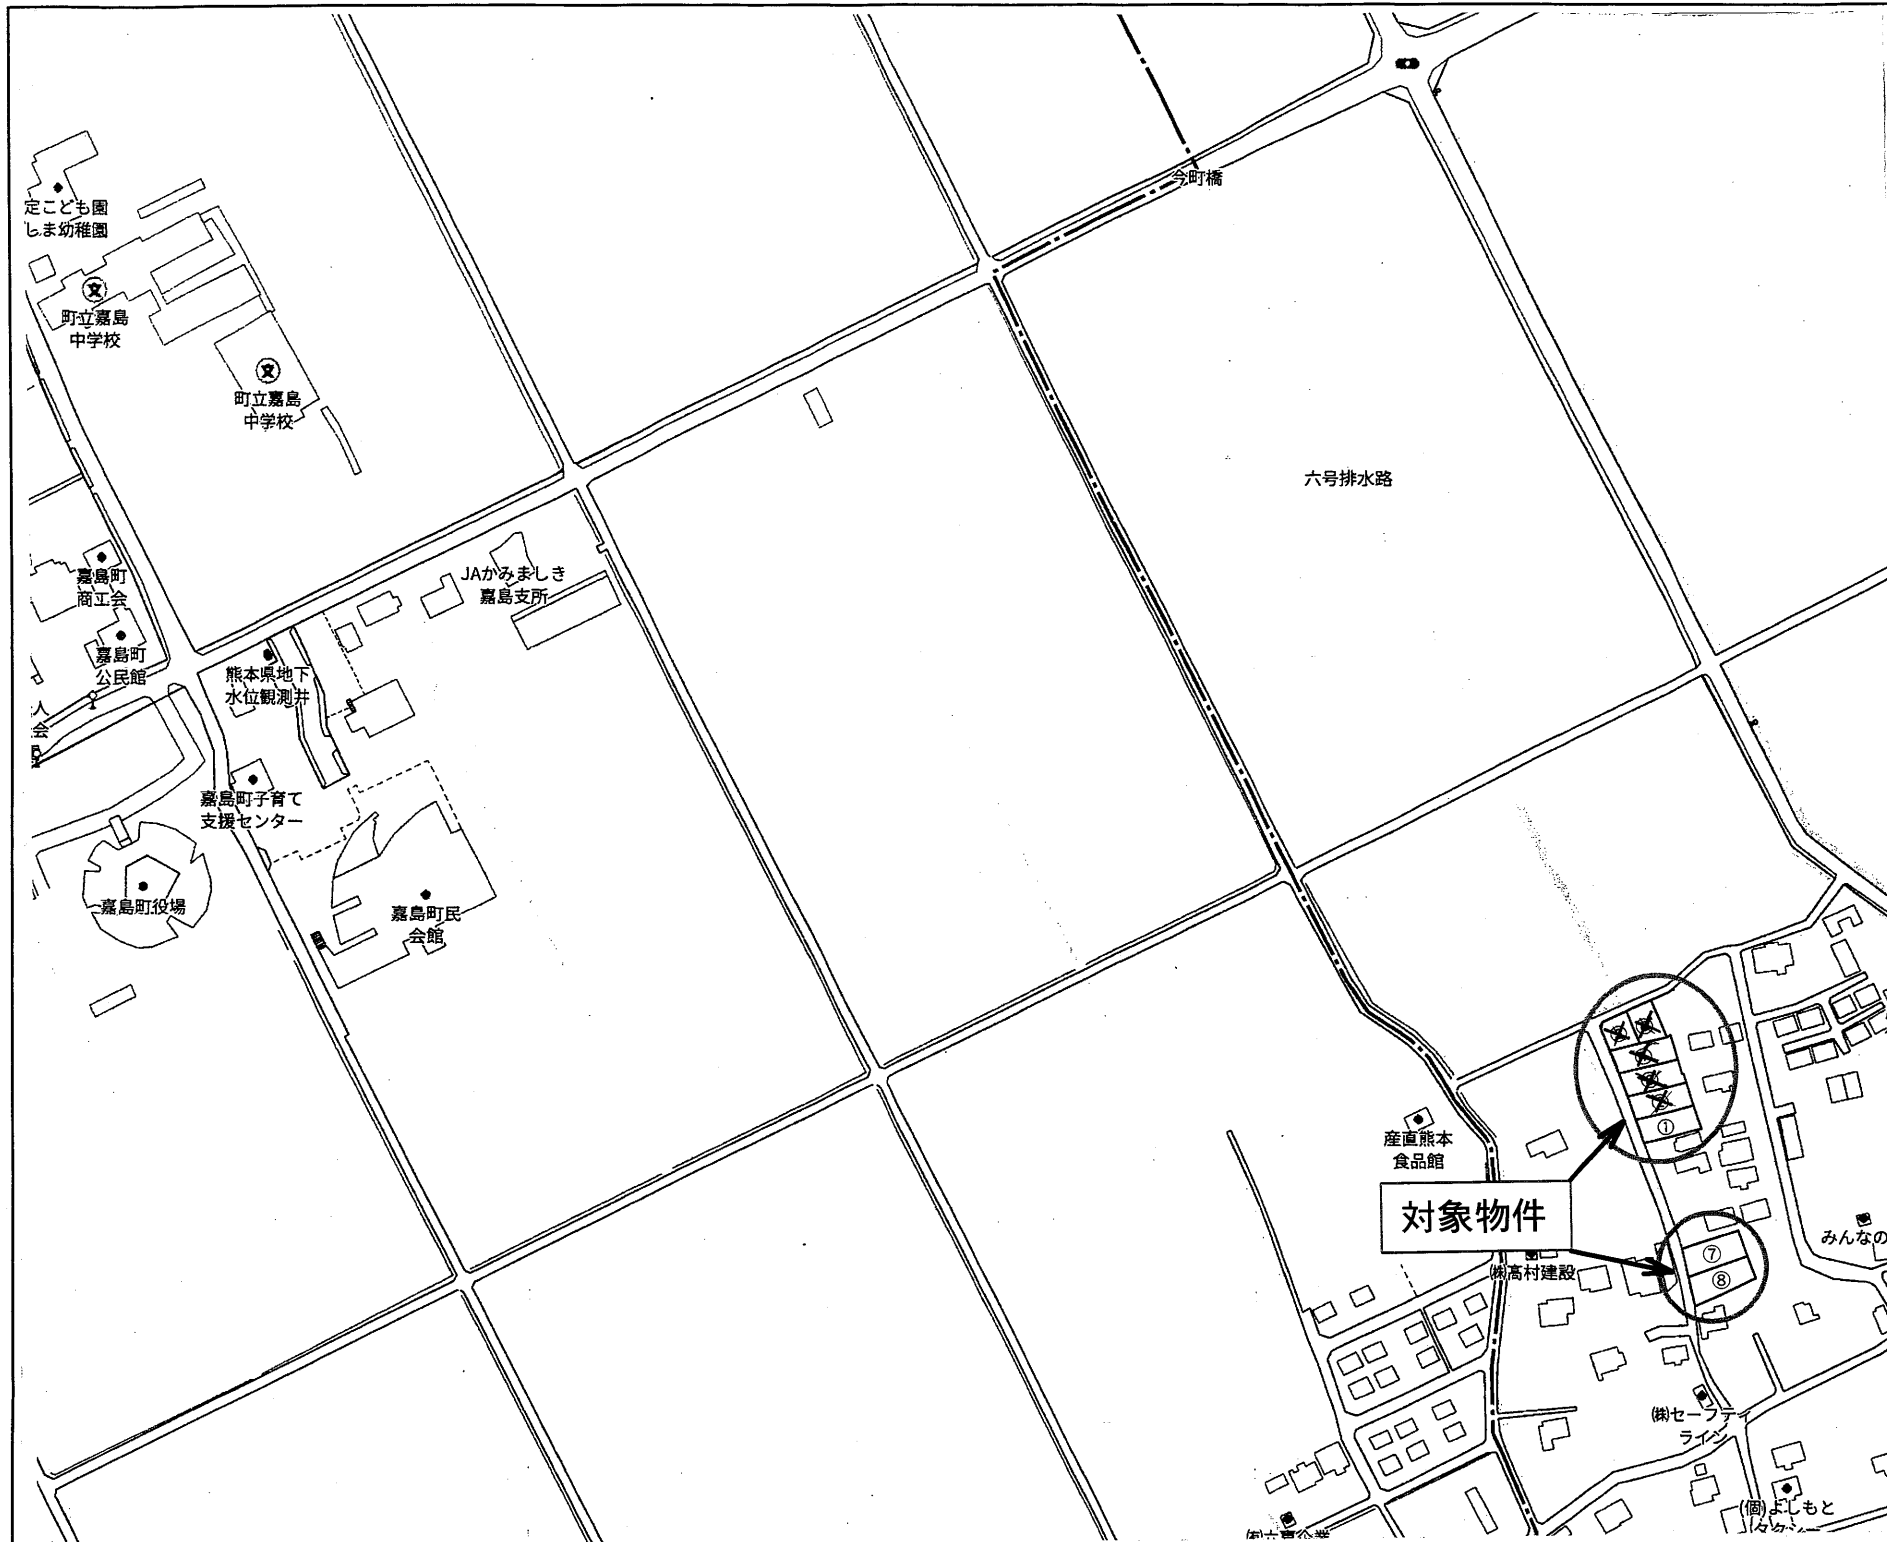 今町橋
定こども園
しま幼稚園
町立嘉島
中学校
町立嘉島
中学校
六号排水路
JAかみましき
嘉島支所
嘉島町
商工会
嘉島町
公民館
熊本県地下
水位観測井
人
会
嘉島町子育て
支援センター
嘉島町役場
嘉島町民
会館
産直熊本
食品館
①
対象物件
⑦
⑧
みんなの
㈱高村建設
㈱セーフティ
ライン
(個)よしもと
タクシー